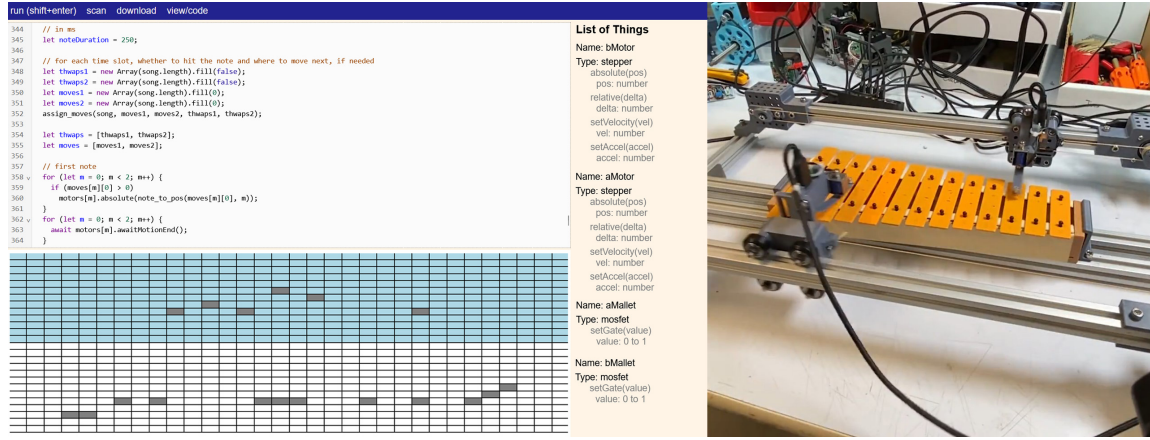 run (shift+enter) scan download view/code
344 // in ms
345 let noteDuration = 250;
346
347 // for each time slot, whether to hit the note and where to move next, if needed
348 let thwaps1 = new Array(song.length).fill(false);
349 let thwaps2 = new Array(song.length).fill(false);
350 let moves1 = new Array(song.length).fill(0);
351 let moves2 = new Array(song.length).fill(0);
352 assign_moves(song, moves1, moves2, thwaps1, thwaps2);
353
354 let thwaps = [thwaps1, thwaps2];
355 let moves = [moves1, moves2];
356
357 // first note
358 for (let m = 0; m < 2; m++) {
359 if (moves[m][0] > 0)
360 motors[m].absolute(note_to_pos(moves[m][0], m));
361 }
362 for (let m = 0; m < 2; m++) {
363 await motors[m].awaitMotionEnd();
364 }
List of Things
Name: bMotor
Type: stepper
absolute(pos)
pos: number
relative(delta)
delta: number
setVelocity(vel)
vel: number
setAccel(accel)
accel: number
Name: aMotor
Type: stepper
absolute(pos)
pos: number
relative(delta)
delta: number
setVelocity(vel)
vel: number
setAccel(accel)
accel: number
Name: aMallet
Type: mosfet
setGate(value)
value: 0 to 1
Name: bMallet
Type: mosfet
setGate(value)
value: 0 to 1